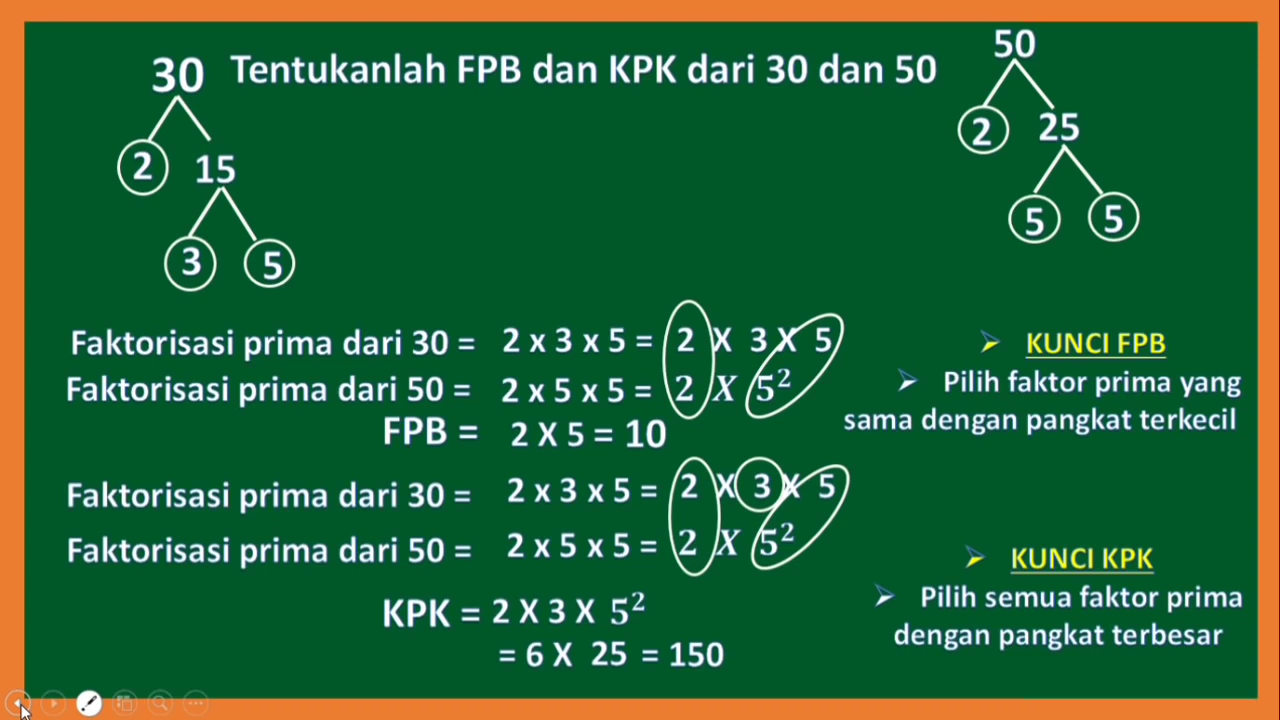 Tentukanlah FPB dan KPK dari 30 dan 50
30
2 15
3 5
50
2 25
5 5
Faktorisasi prima dari 30 = 2 x 3 x 5 = 2 X 3 X 5
Faktorisasi prima dari 50 = 2 x 5 x 5 = 2 X 5²
FPB = 2 X 5 = 10
KUNCI FPB
Pilih faktor prima yang
sama dengan pangkat terkecil
Faktorisasi prima dari 30 = 2 x 3 x 5 = 2 X 3 X 5
Faktorisasi prima dari 50 = 2 x 5 x 5 = 2 X 5²
KPK = 2 X 3 X 5²
= 6 X 25 = 150
KUNCI KPK
Pilih semua faktor prima
dengan pangkat terbesar